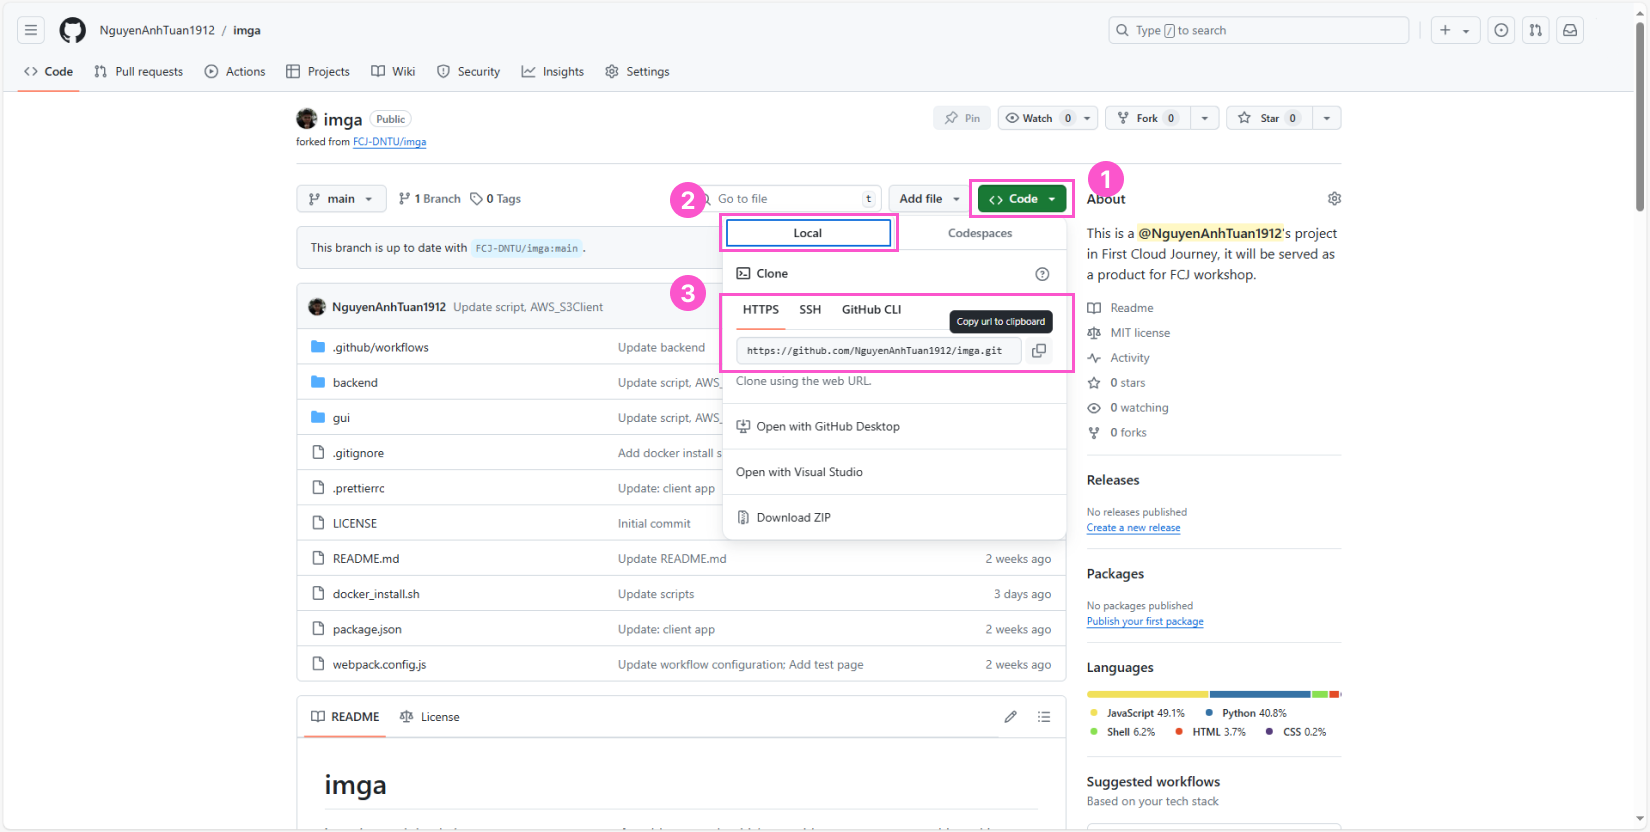 NguyenAnhTuan1912 / imga
Type / to search
Code Pull requests Actions Projects Wiki Security Insights Settings
imga Public
Pin Watch 0 Fork 0 Star 0
forked from FCJ-DNTU/imga
1
main 1 Branch 0 Tags
2 Go to file t Add file Code
About
Local Codespaces
This branch is up to date with FCJ-DNTU/imga:main .
This is a @NguyenAnhTuan1912's project
in First Cloud Journey, it will be served as
a product for FCJ workshop.
Clone
3
HTTPS SSH GitHub CLI
Copy url to clipboard
https://github.com/NguyenAnhTuan1912/imga.git
Clone using the web URL.
Open with GitHub Desktop
Open with Visual Studio
Download ZIP
NguyenAnhTuan1912 Update script, AWS_S3Client
.github/workflows Update backend
backend Update script, AWS_
gui Update script, AWS_
.gitignore Add docker install s
.prettierrc Update: client app
LICENSE Initial commit
README.md Update README.md 2 weeks ago
docker_install.sh Update scripts 3 days ago
package.json Update: client app 2 weeks ago
webpack.config.js Update workflow configuration; Add test page 2 weeks ago
Readme
MIT license
Activity
0 stars
0 watching
0 forks
Releases
No releases published
Create a new release
Packages
No packages published
Publish your first package
Languages
JavaScript 49.1% Python 40.8%
Shell 6.2% HTML 3.7% CSS 0.2%
Suggested workflows
Based on your tech stack
README License
imga